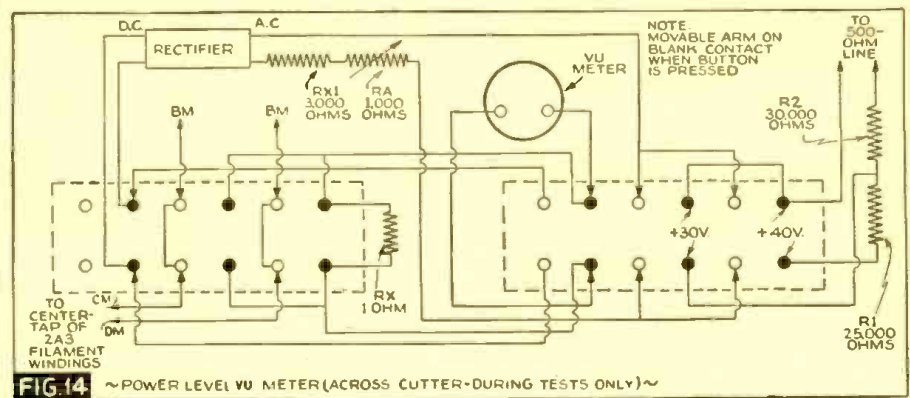 D.C.
A.C.
RECTIFIER
RX1
3,000
OHMS
RA
1,000
OHMS
VU
METER
NOTE:
MOVABLE ARM ON
BLANK CONTACT
WHEN BUTTON
IS PRESSED
TO
500-
OHM
LINE
R2
30,000
OHMS
BM
BM
+30V.
+40V.
RX
1 OHM
TO
CENTER-
TAP OF
2A3
FILAMENT
WINDINGS
CM
DM
R1
25,000
OHMS
FIG.14 ~POWER LEVEL VU METER (ACROSS CUTTER-DURING TESTS ONLY)~